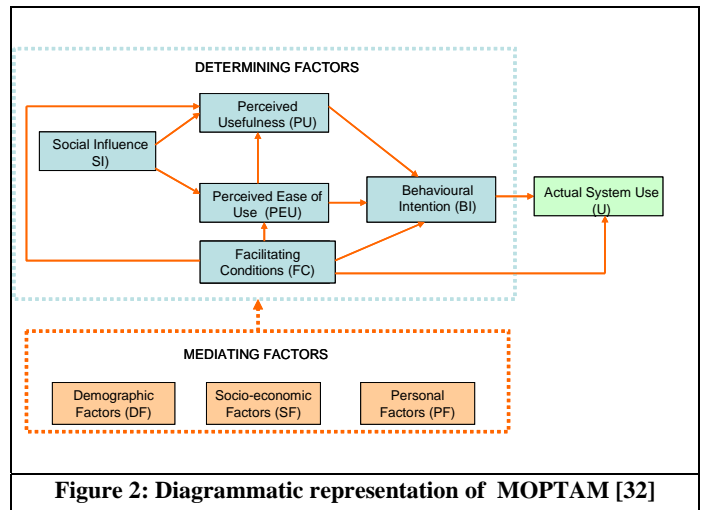 DETERMINING FACTORS
Perceived
Usefulness (PU)
Social Influence
SI)
Perceived Ease of
Use (PEU)
Behavioural
Intention (BI)
Actual System Use
(U)
Facilitating
Conditions (FC)
MEDIATING FACTORS
Demographic
Factors (DF)
Socio-economic
Factors (SF)
Personal
Factors (PF)
Figure 2: Diagrammatic representation of MOPTAM [32]